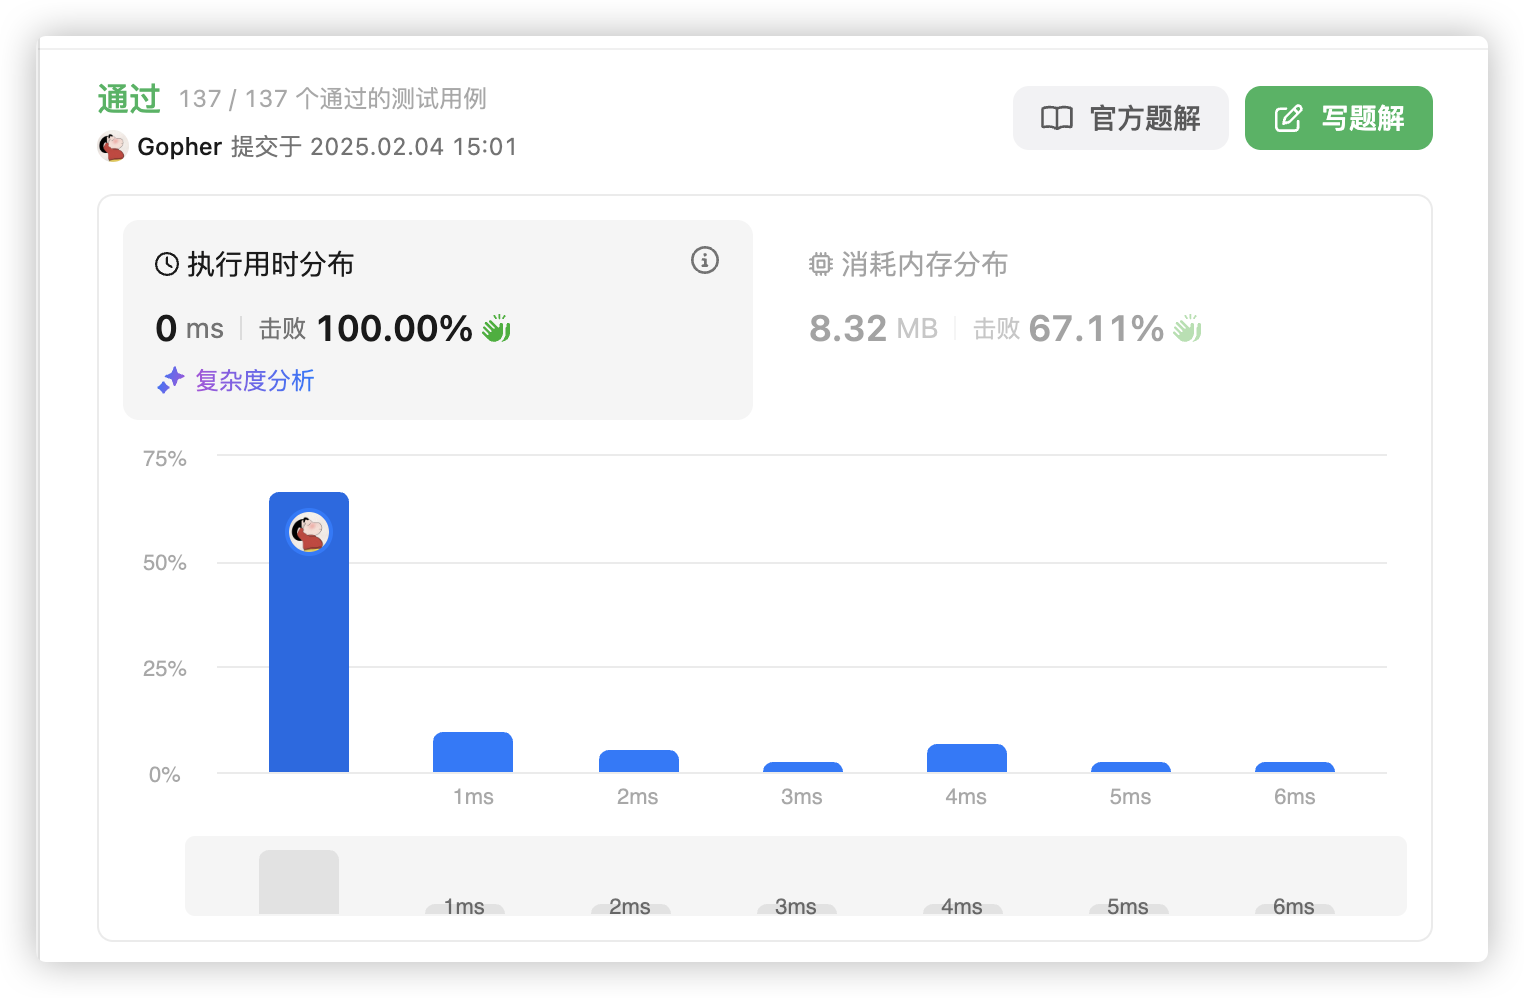 通过 137 / 137 个通过的测试用例
Gopher 提交于 2025.02.04 15:01
官方题解
写题解
执行用时分布
0 ms 击败 100.00%
复杂度分析
消耗内存分布
8.32 MB 击败 67.11%
75%
50%
25%
0%
1ms 2ms 3ms 4ms 5ms 6ms
1ms 2ms 3ms 4ms 5ms 6ms